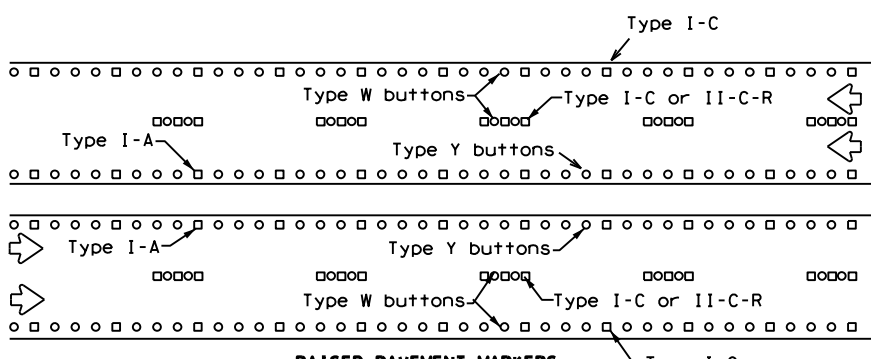 Type I-C
Type W buttons
Type I-C or II-C-R
Type I-A
Type Y buttons
Type I-A
Type Y buttons
Type W buttons
Type I-C or II-C-R
RAISED PAVEMENT MARKERS
Type I-C